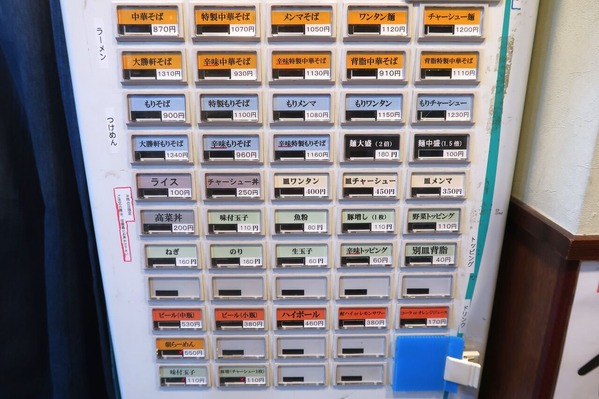 ラーメン
中華そば 870円
特製中華そば 1070円
メンマそば 1050円
ワンタン麺 1120円
チャーシュー麺 1200円
大勝軒そば 1310円
辛味中華そば 930円
辛味特製中華そば 1130円
背脂中華そば 910円
背脂特製中華そば 1110円
つけめん
もりそば 900円
特製もりそば 1100円
もりメンマ 1080円
もりワンタン 1150円
もりチャーシュー 1230円
大勝軒もりそば 1340円
辛味もりそば 960円
辛味特製もりそば 1160円
麺大盛(2倍) 180円
麺中盛(1.5倍) 100円
ライス 100円
チャーシュー丼 250円
皿ワンタン 400円
皿チャーシュー 450円
皿メンマ 350円
高菜丼 200円
味付玉子 110円
魚粉 80円
豚増し(1枚) 110円
野菜トッピング 110円
トッピング
ねぎ 160円
のり 160円
生玉子 60円
辛味トッピング 60円
別皿背脂 40円
ドリンク
ビール(中瓶) 530円
ビール(小瓶) 380円
ハイボール 460円
レモンサワー 380円
170円
朝らーめん 550円
味付玉子 110円
110円